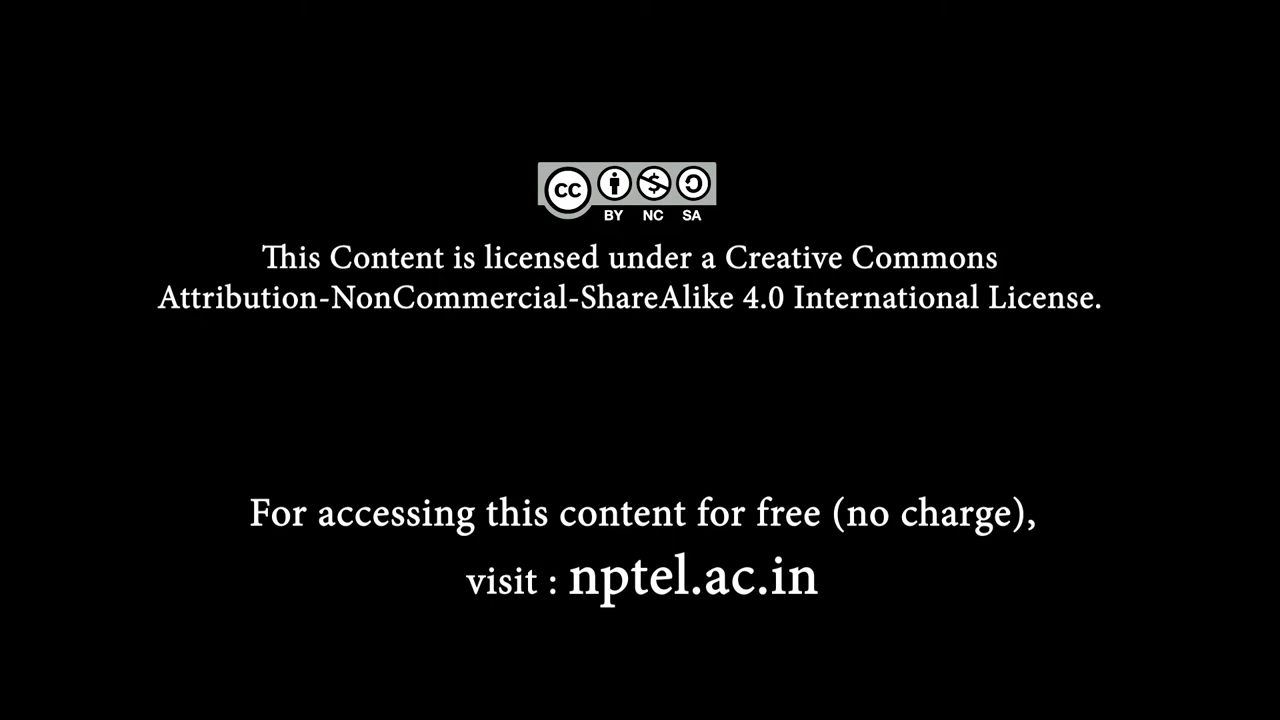 cc
BY NC SA
This Content is licensed under a Creative Commons
Attribution-NonCommercial-ShareAlike 4.0 International License.
For accessing this content for free (no charge),
visit : nptel.ac.in